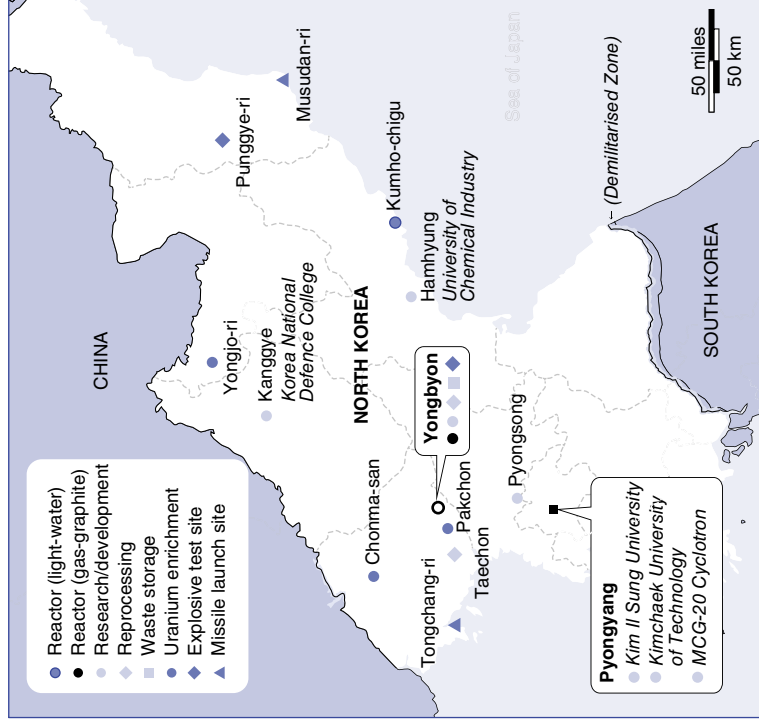 Reactor (light-water)
Reactor (gas-graphite)
Research/development
Reprocessing
Waste storage
Uranium enrichment
Explosive test site
Missile launch site
CHINA
Punggye-ri
Musudan-ri
Yongjo-ri
Kanggye
Korea National
Defence College
Kumho-chigu
Hamhyung
University of
Chemical Industry
Sea of Japan
NORTH KOREA
Chonma-san
Yongbyon
Tongchang-ri
Pakchon
Taechon
Pyongsong
Pyongyang
Kim Il Sung University
Kimchaek University
of Technology
MCG-20 Cyclotron
(Demilitarised Zone)
SOUTH KOREA
50 miles
50 km